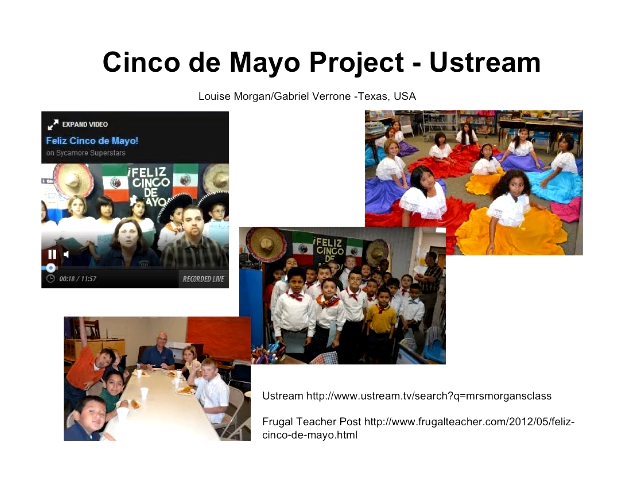 Cinco de Mayo Project - Ustream
Louise Morgan/Gabriel Verrone -Texas, USA
EXPAND VIDEO
Feliz Cinco de Mayo!
on Sycamore Superstars
¡FELIZ
CINCO
DE
MAYO
00:18 / 11:57
RECORDED LIVE
¡FELIZ
CINCO
DE
Ustream http://www.ustream.tv/search?q=mrsmorgansclass
Frugal Teacher Post http://www.frugalteacher.com/2012/05/feliz-
cinco-de-mayo.html